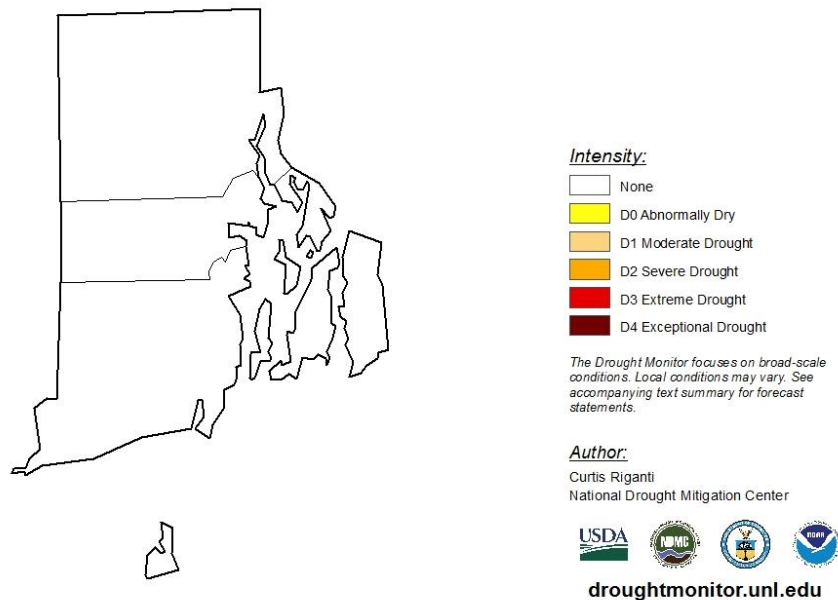 Intensity:
None
D0 Abnormally Dry
D1 Moderate Drought
D2 Severe Drought
D3 Extreme Drought
D4 Exceptional Drought
The Drought Monitor focuses on broad-scale
conditions. Local conditions may vary. See
accompanying text summary for forecast
statements.
Author:
Curtis Riganti
National Drought Mitigation Center
USDA
NDMC
NOAA
droughtmonitor.unl.edu